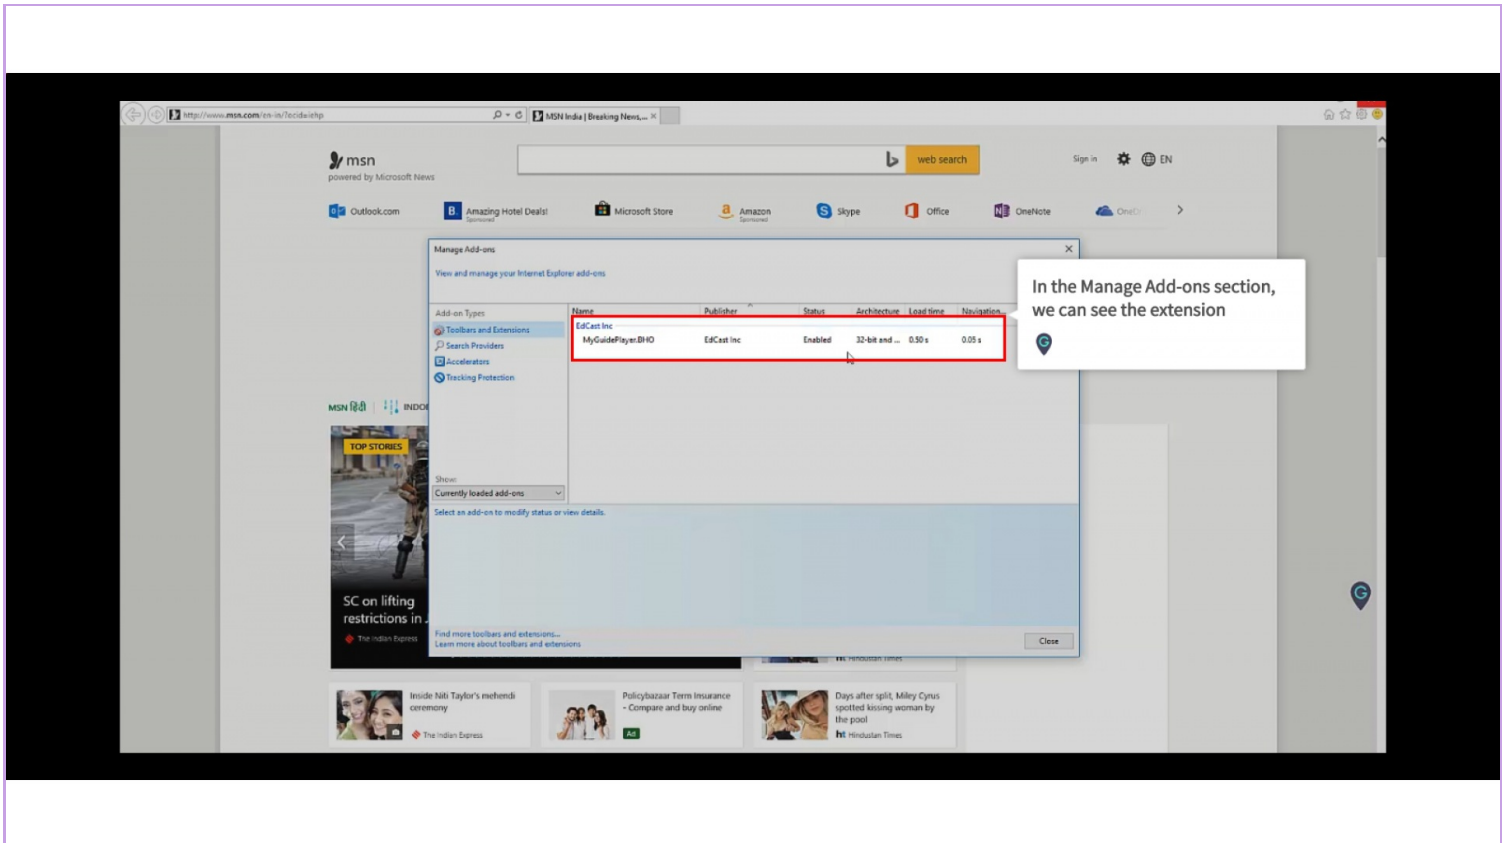 http://www.msn.com/en-in/?ocid=iehp
MSN India | Breaking News,...
msn
powered by Microsoft News
web search
Sign in
EN
Outlook.com
B.
Amazing Hotel Deals!
Sponsored
Microsoft Store
a
Amazon
Sponsored
S
Skype
Office
N
OneNote
OneD
Manage Add-ons
View and manage your Internet Explorer add-ons
Add-on Types
Toolbars and Extensions
Search Providers
Accelerators
Tracking Protection
Name Publisher Status Architecture Load time Navigation...
EdCast Inc
MyGuidePlayer.BHO EdCast Inc Enabled 32-bit and ... 0.50 s 0.05 s
In the Manage Add-ons section,
we can see the extension
G
Show:
Currently loaded add-ons
Select an add-on to modify status or view details.
Find more toolbars and extensions...
Learn more about toolbars and extensions
Close
MSN हिंदी
INDO
TOP STORIES
SC on lifting
restrictions in J
The Indian Express
G
Hindustan Times
Inside Niti Taylor's mehendi
ceremony
The Indian Express
Policybazaar Term Insurance
- Compare and buy online
Ad
Days after split, Miley Cyrus
spotted kissing woman by
the pool
ht Hindustan Times